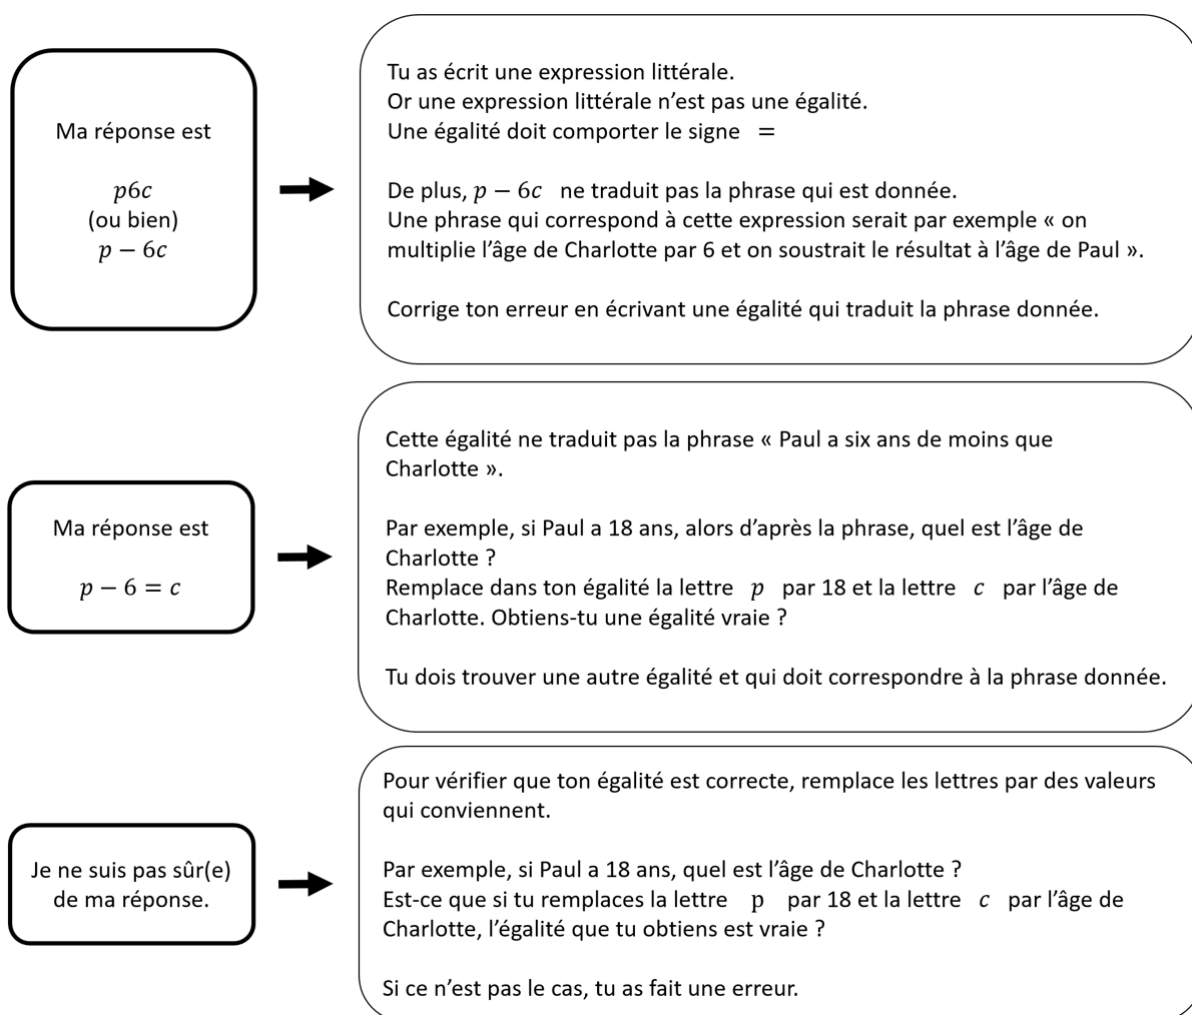 Ma réponse est
p6c
(ou bien)
p − 6c
Tu as écrit une expression littérale.
Or une expression littérale n’est pas une égalité.
Une égalité doit comporter le signe =
De plus, p − 6c ne traduit pas la phrase qui est donnée.
Une phrase qui correspond à cette expression serait par exemple « on
multiplie l’âge de Charlotte par 6 et on soustrait le résultat à l’âge de Paul ».
Corrige ton erreur en écrivant une égalité qui traduit la phrase donnée.
Ma réponse est
p − 6 = c
Cette égalité ne traduit pas la phrase « Paul a six ans de moins que
Charlotte ».
Par exemple, si Paul a 18 ans, alors d’après la phrase, quel est l’âge de
Charlotte ?
Remplace dans ton égalité la lettre p par 18 et la lettre c par l’âge de
Charlotte. Obtiens-tu une égalité vraie ?
Tu dois trouver une autre égalité et qui doit correspondre à la phrase donnée.
Je ne suis pas sûr(e)
de ma réponse.
Pour vérifier que ton égalité est correcte, remplace les lettres par des valeurs
qui conviennent.
Par exemple, si Paul a 18 ans, quel est l’âge de Charlotte ?
Est-ce que si tu remplaces la lettre p par 18 et la lettre c par l’âge de
Charlotte, l’égalité que tu obtiens est vraie ?
Si ce n’est pas le cas, tu as fait une erreur.